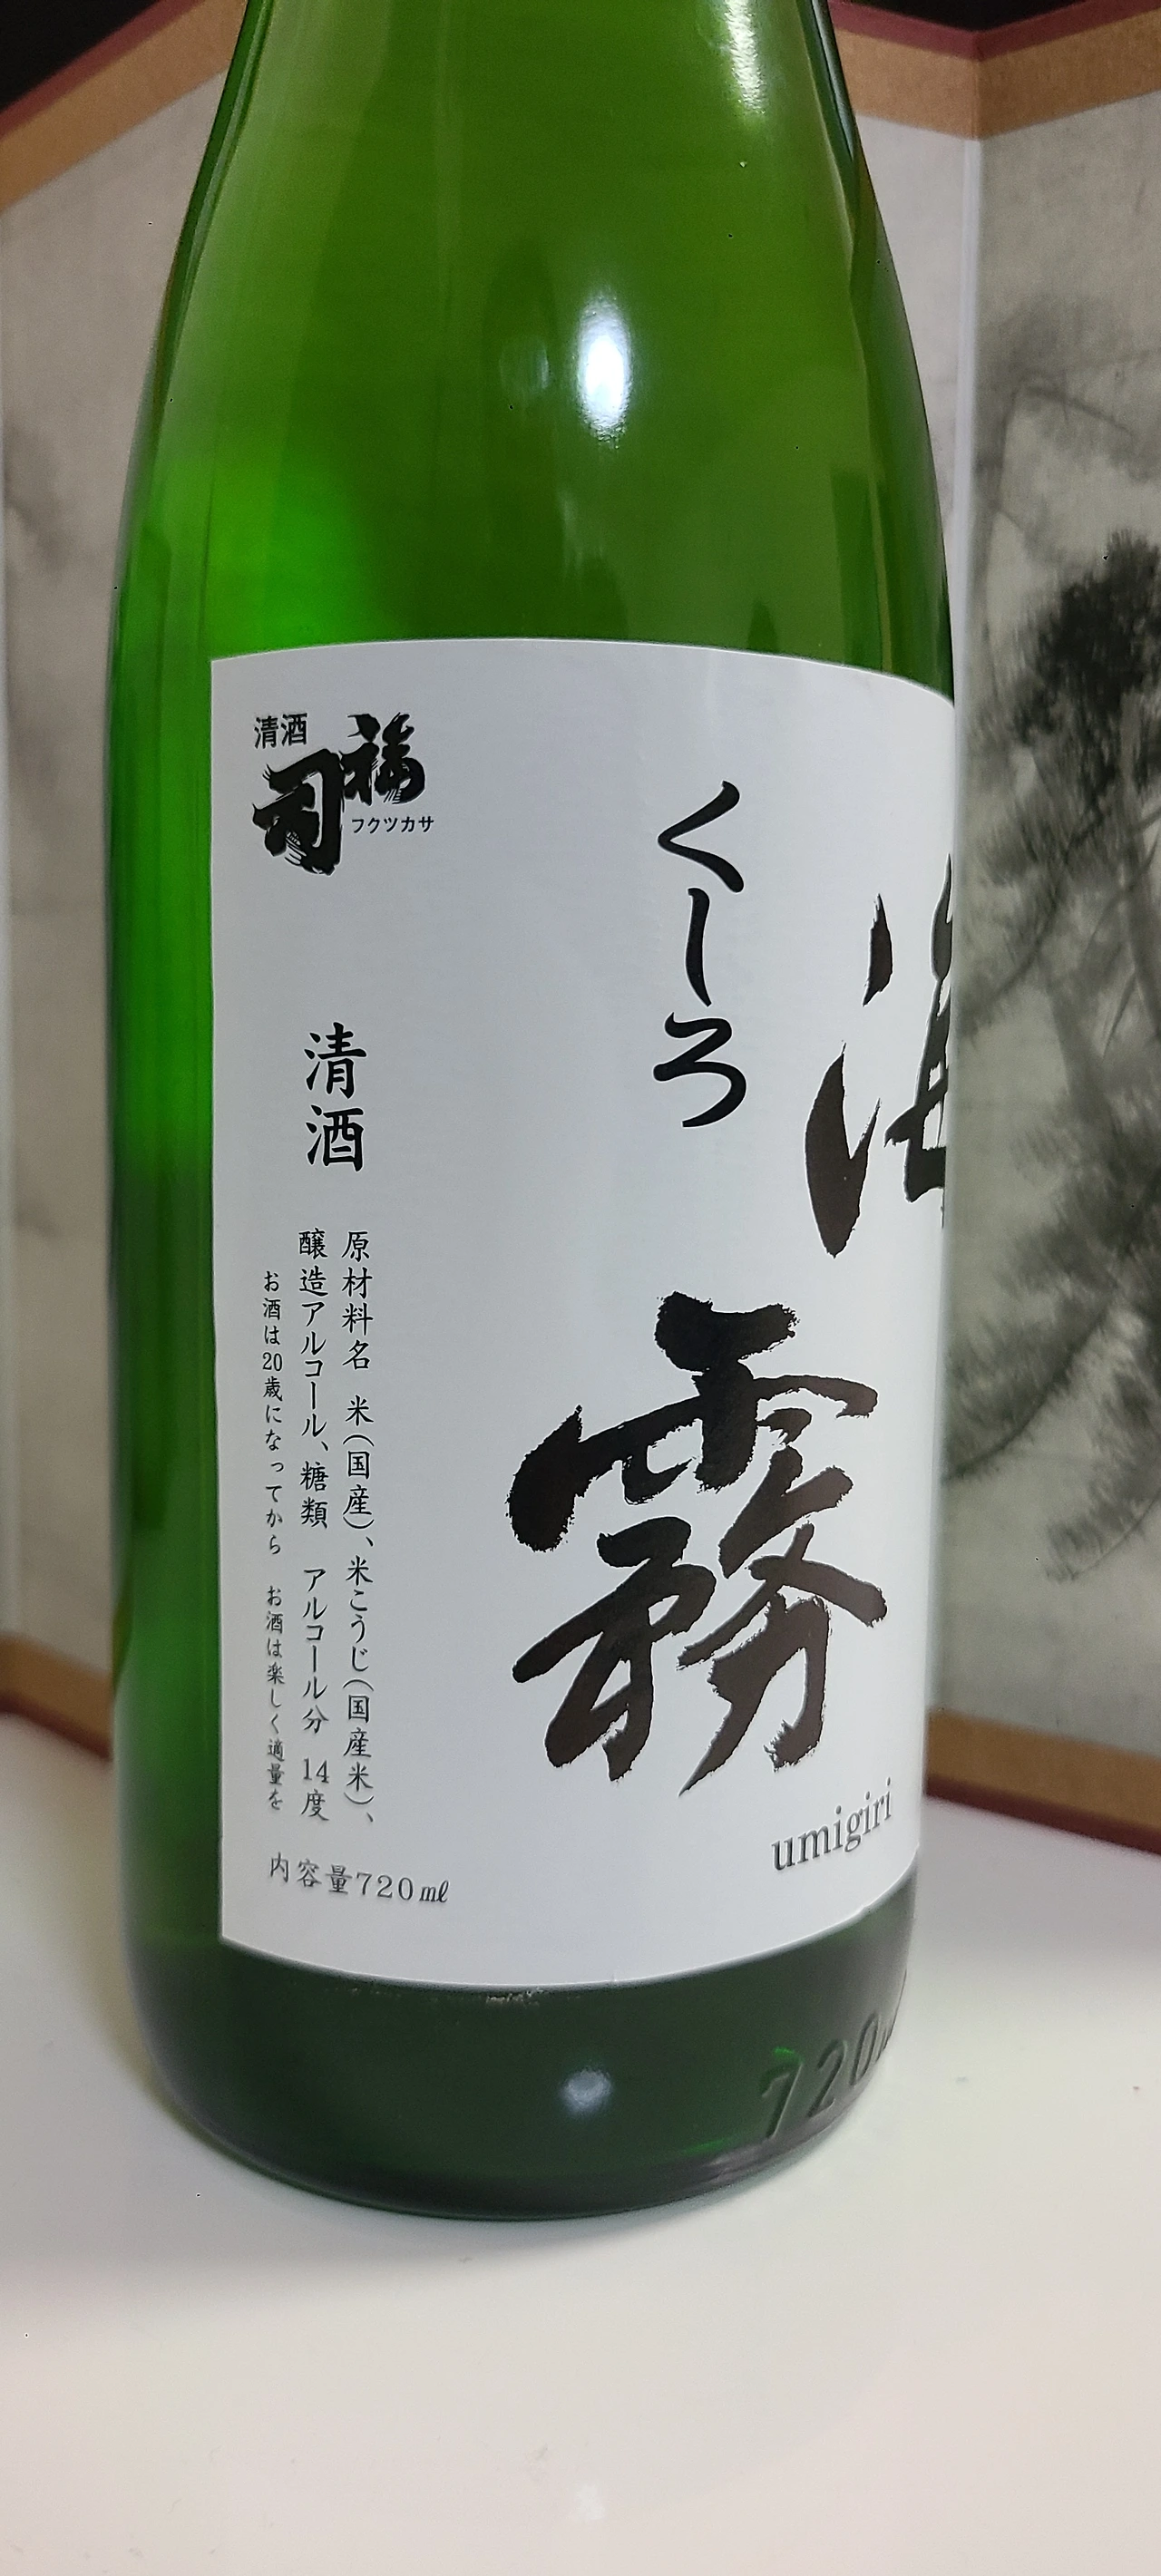 海霧
くしろ
umigiri
清酒
福司
フクツカサ
清酒
原材料名 米(国産)、米こうじ(国産米)、
醸造アルコール、糖類 アルコール分 14度
お酒は20歳になってから お酒は楽しく適量を
内容量720㎖
720